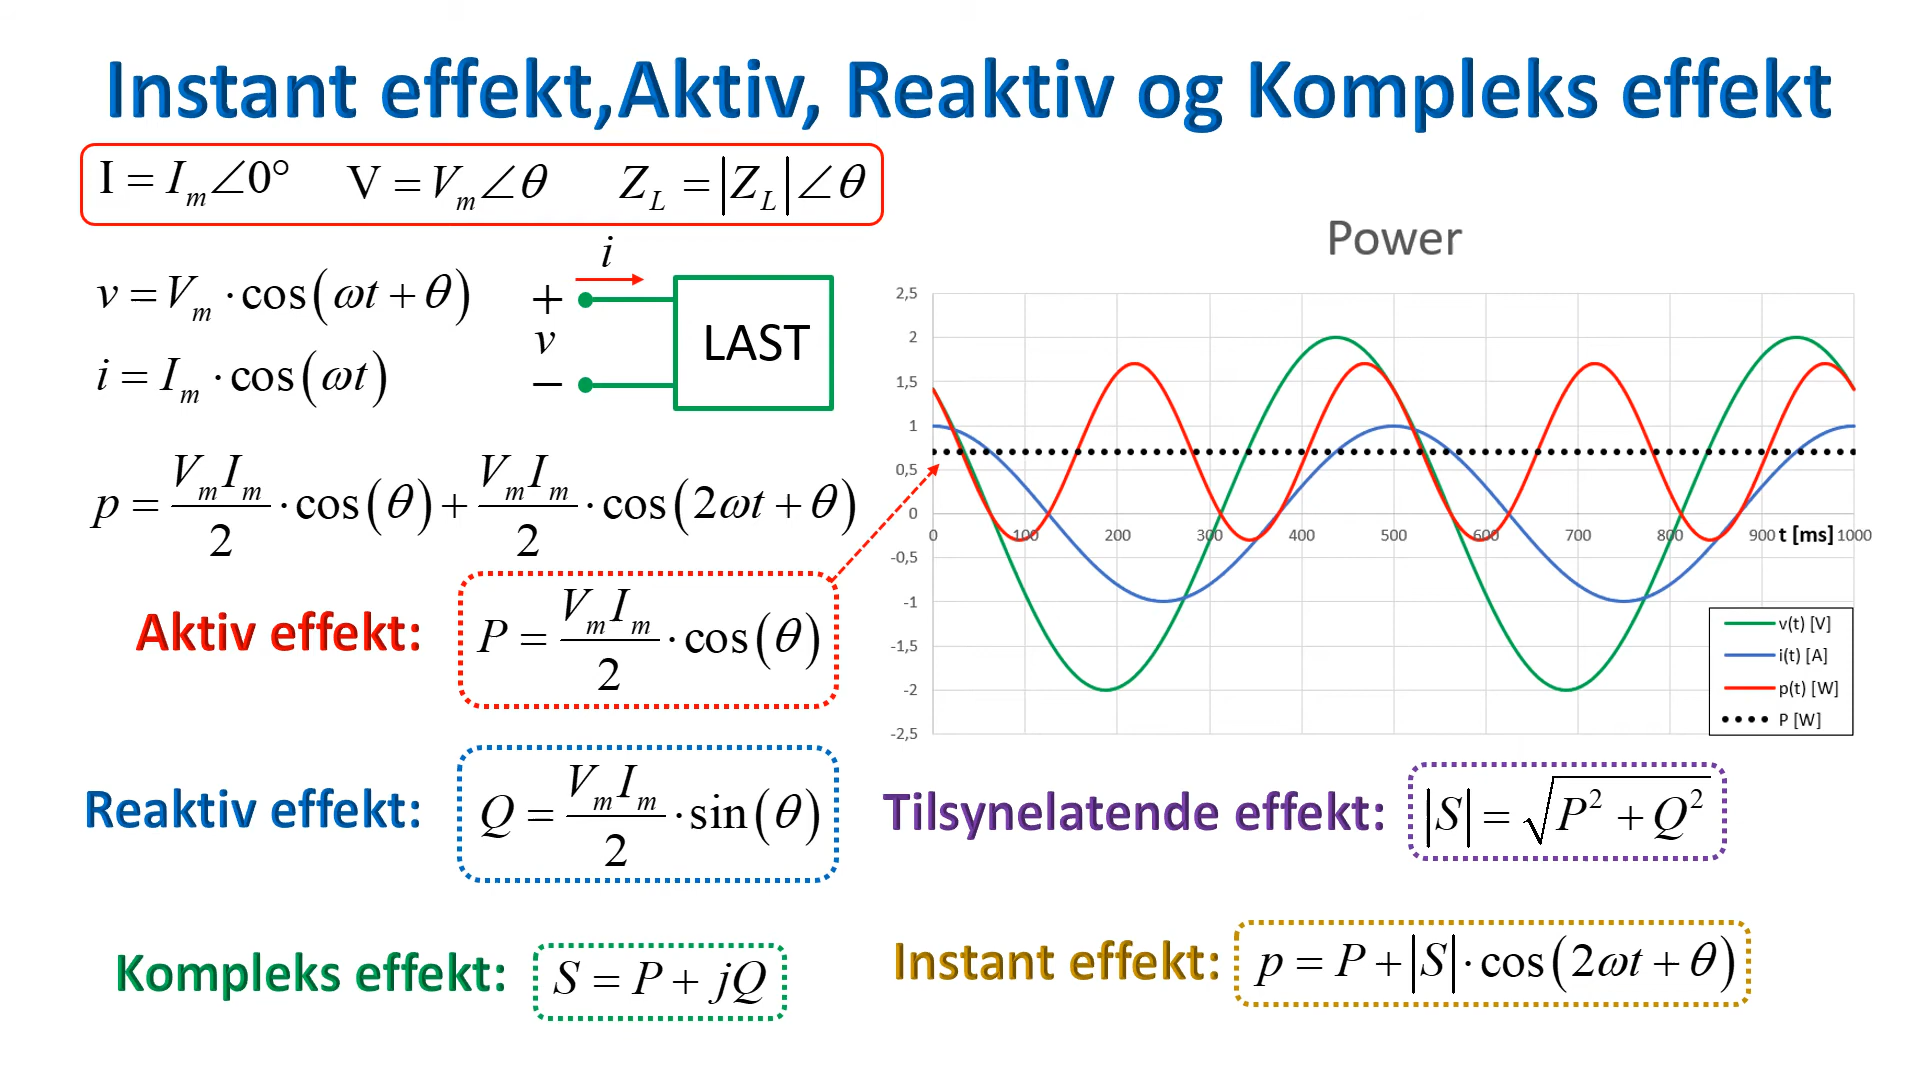 Instant effekt,Aktiv, Reaktiv og Kompleks effekt
I = I_m∠0° V = V_m∠θ Z_L = |Z_L|∠θ
v = V_m · cos(ωt + θ)
i = I_m · cos(ωt)
i
+
v
−
LAST
p = V_m I_m / 2 · cos(θ) + V_m I_m / 2 · cos(2ωt + θ)
Aktiv effekt: P = V_m I_m / 2 · cos(θ)
Reaktiv effekt: Q = V_m I_m / 2 · sin(θ)
Kompleks effekt: S = P + jQ
Power
2,5
2
1,5
1
0,5
0
-0,5
-1
-1,5
-2
-2,5
0 100 200 300 400 500 600 700 800 900 t [ms] 1000
v(t) [V]
i(t) [A]
p(t) [W]
P [W]
Tilsynelatende effekt: |S| = √P² + Q²
Instant effekt: p = P + |S| · cos(2ωt + θ)